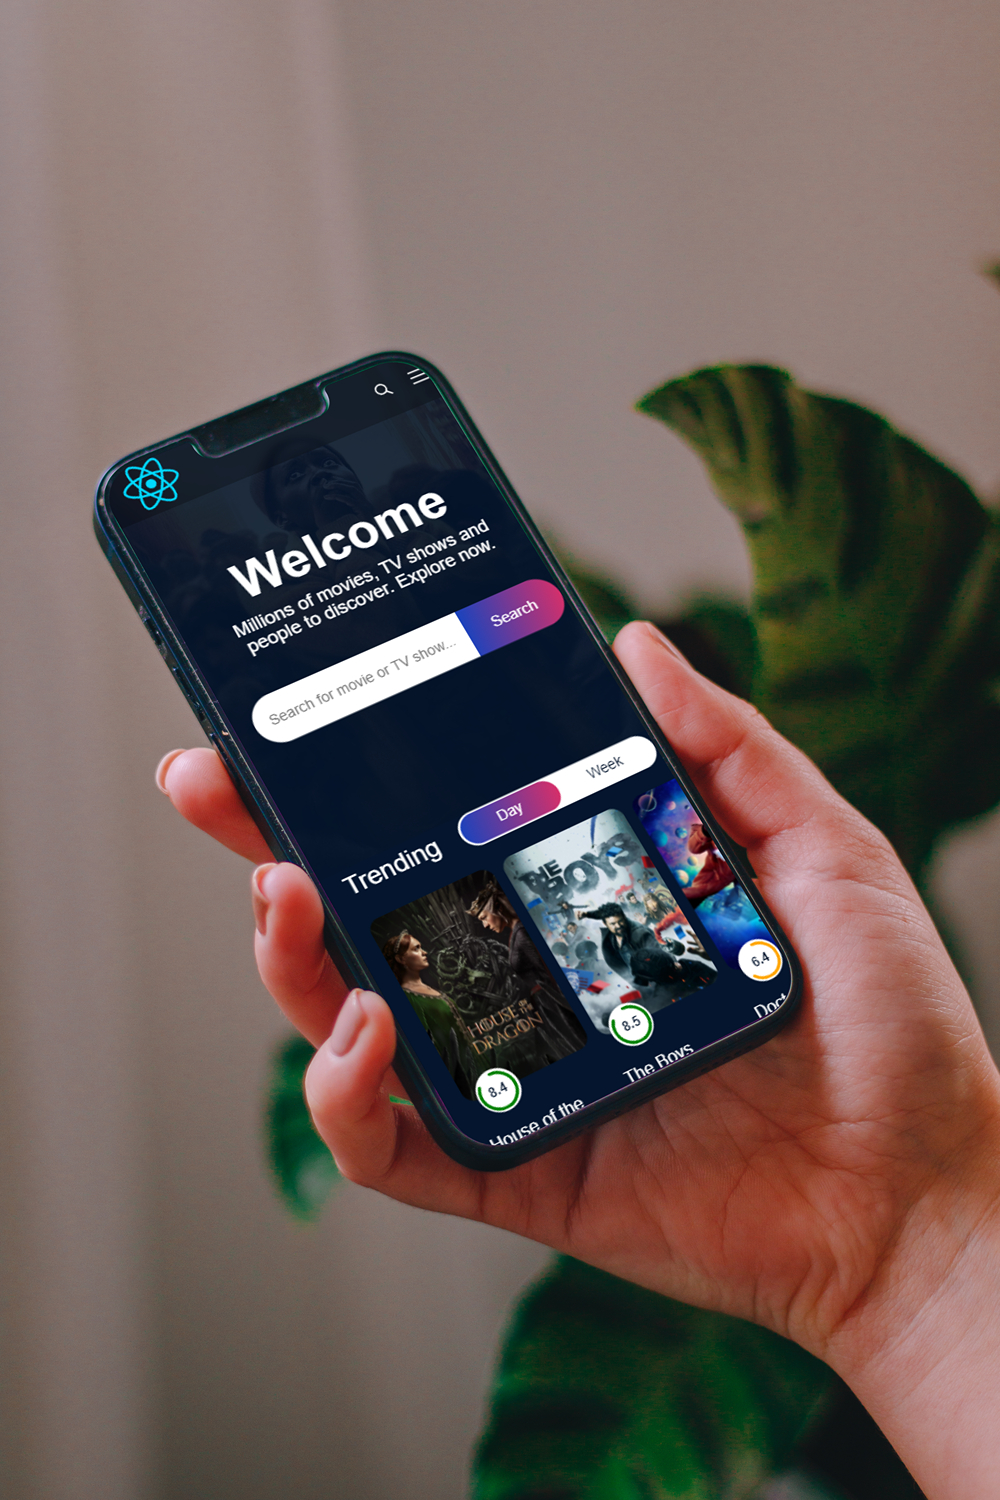 Welcome
Millions of movies, TV shows and
people to discover. Explore now.
Search for movie or TV show...
Search
Trending
Day
Week
HOUSE OF THE
DRAGON
THE
BOYS
8.4
8.5
6.4
House of the
The Boys
Doct